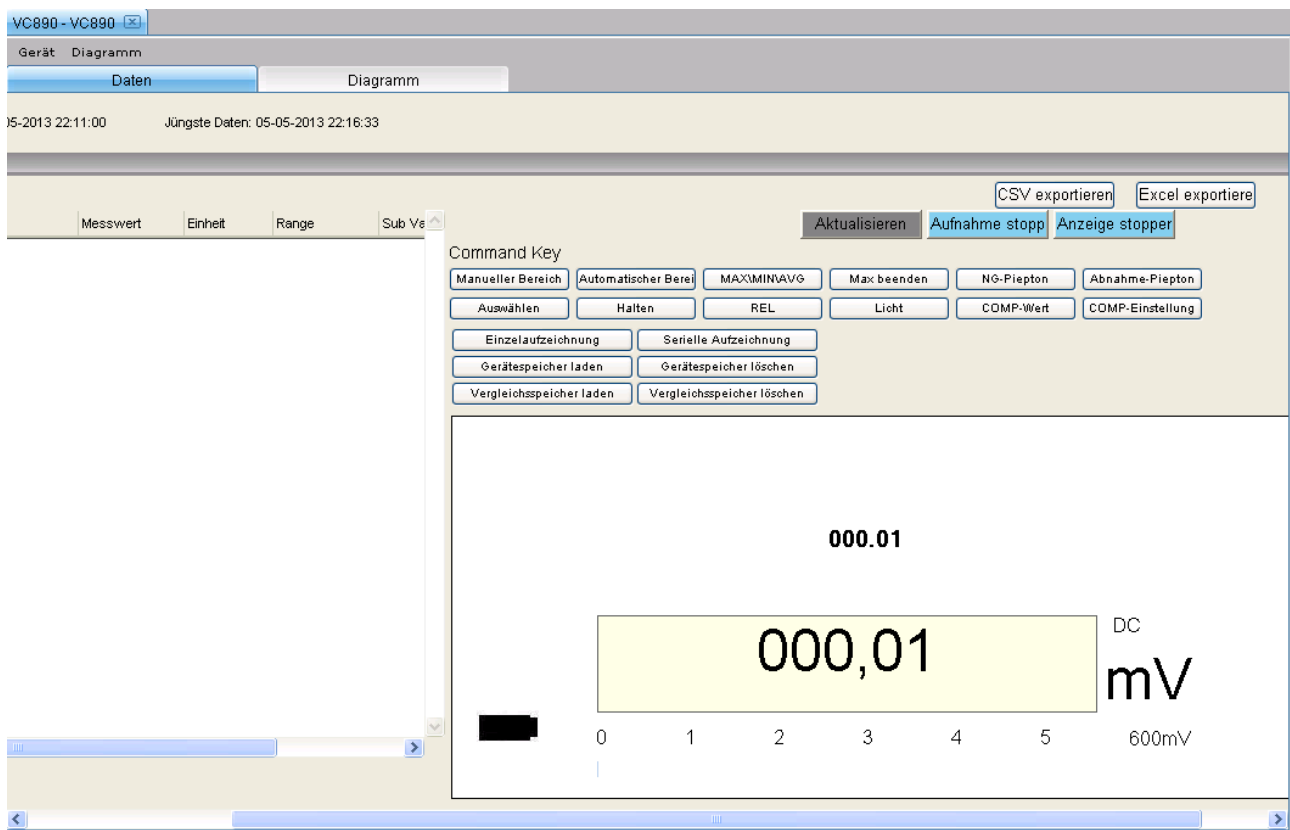 VC890 - VC890
Gerät Diagramm
Daten Diagramm
05-2013 22:11:00 Jüngste Daten: 05-05-2013 22:16:33
CSV exportieren Excel exportiere
Messwert Einheit Range Sub Va
Aktualisieren Aufnahme stopp Anzeige stopper
Command Key
Manueller Bereich Automatischer Berei MAX\MIN\AVG Max beenden NG-Piepton Abnahme-Piepton
Auswählen Halten REL Licht COMP-Wert COMP-Einstellung
Einzelaufzeichnung Serielle Aufzeichnung
Gerätespeicher laden Gerätespeicher löschen
Vergleichsspeicher laden Vergleichsspeicher löschen
000.01
000,01 DC
mV
0 1 2 3 4 5 600mV